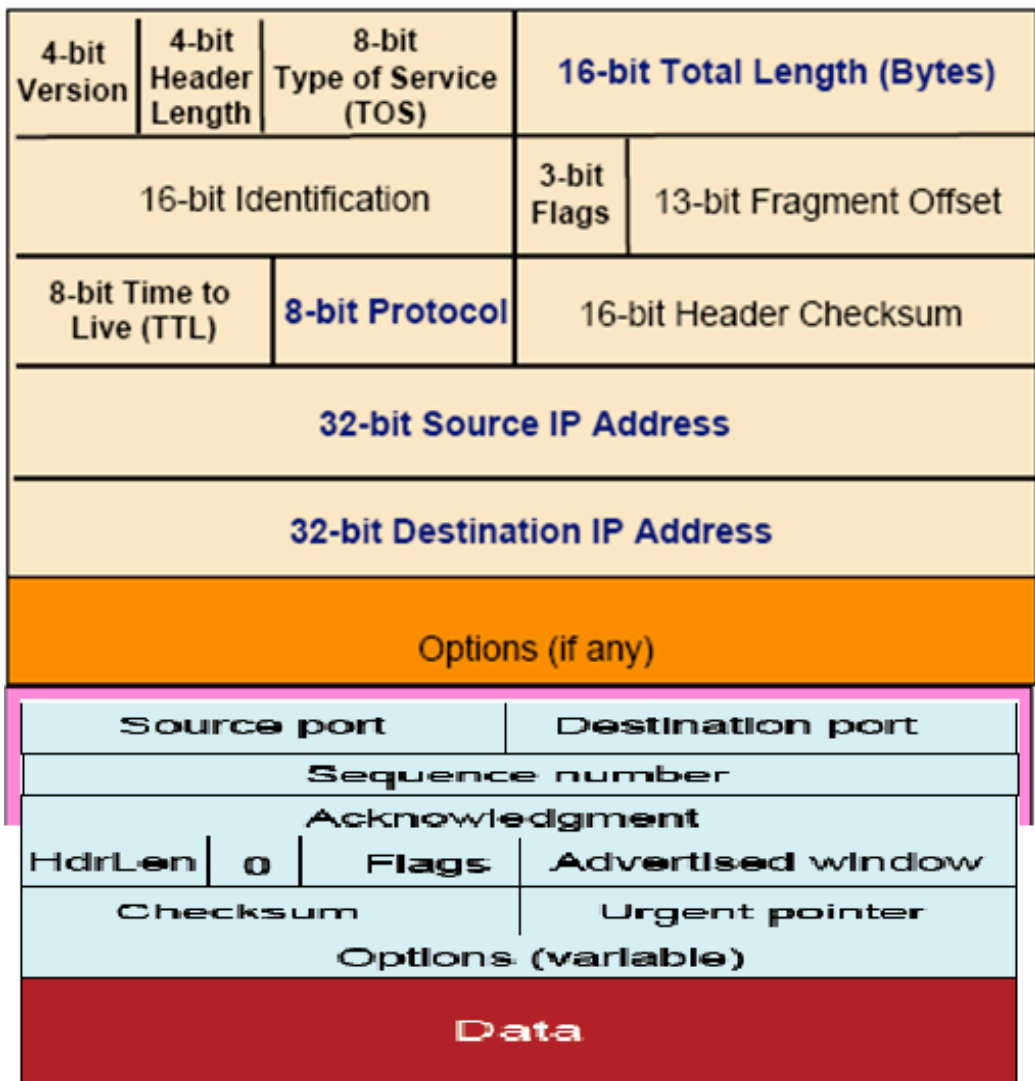 4-bit
Version
4-bit
Header
Length
8-bit
Type of Service
(TOS)
16-bit Total Length (Bytes)
16-bit Identification
3-bit
Flags
13-bit Fragment Offset
8-bit Time to
Live (TTL)
8-bit Protocol
16-bit Header Checksum
32-bit Source IP Address
32-bit Destination IP Address
Options (if any)
Source port
Destination port
Sequence number
Acknowledgment
HdrLen
0
Flags
Advertised window
Checksum
Urgent pointer
Options (variable)
Data